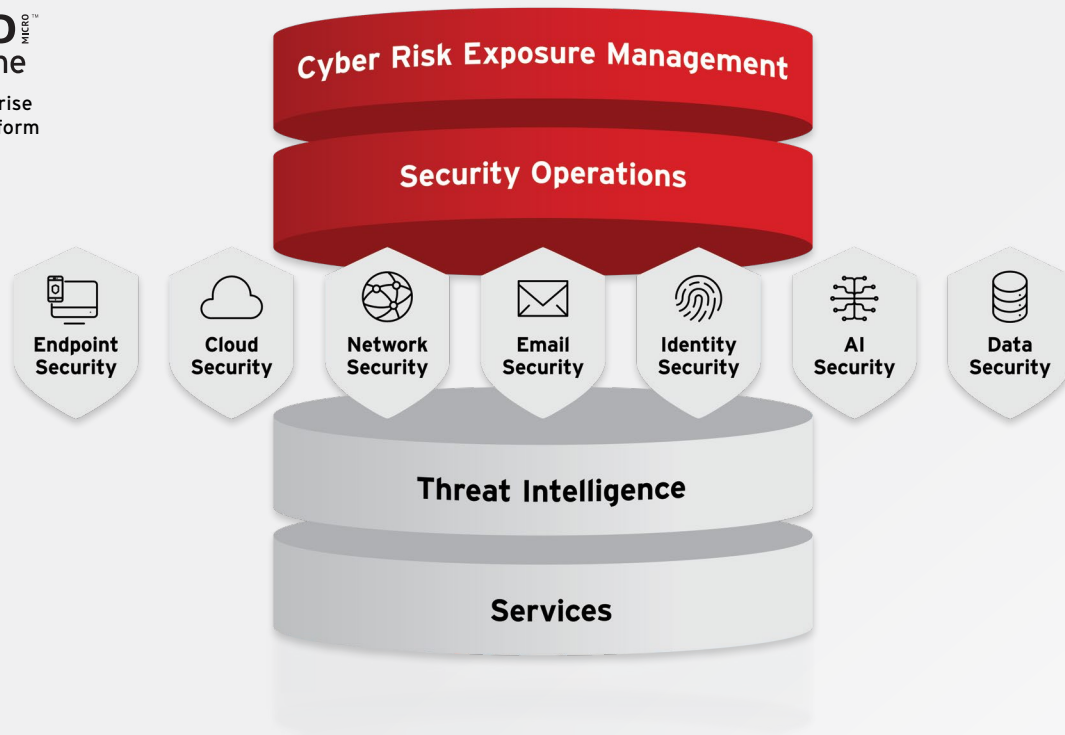 MICRO
Cyber Risk Exposure Management
Security Operations
Endpoint
Security
Cloud
Security
Network
Security
Email
Security
Identity
Security
AI
Security
Data
Security
Threat Intelligence
Services